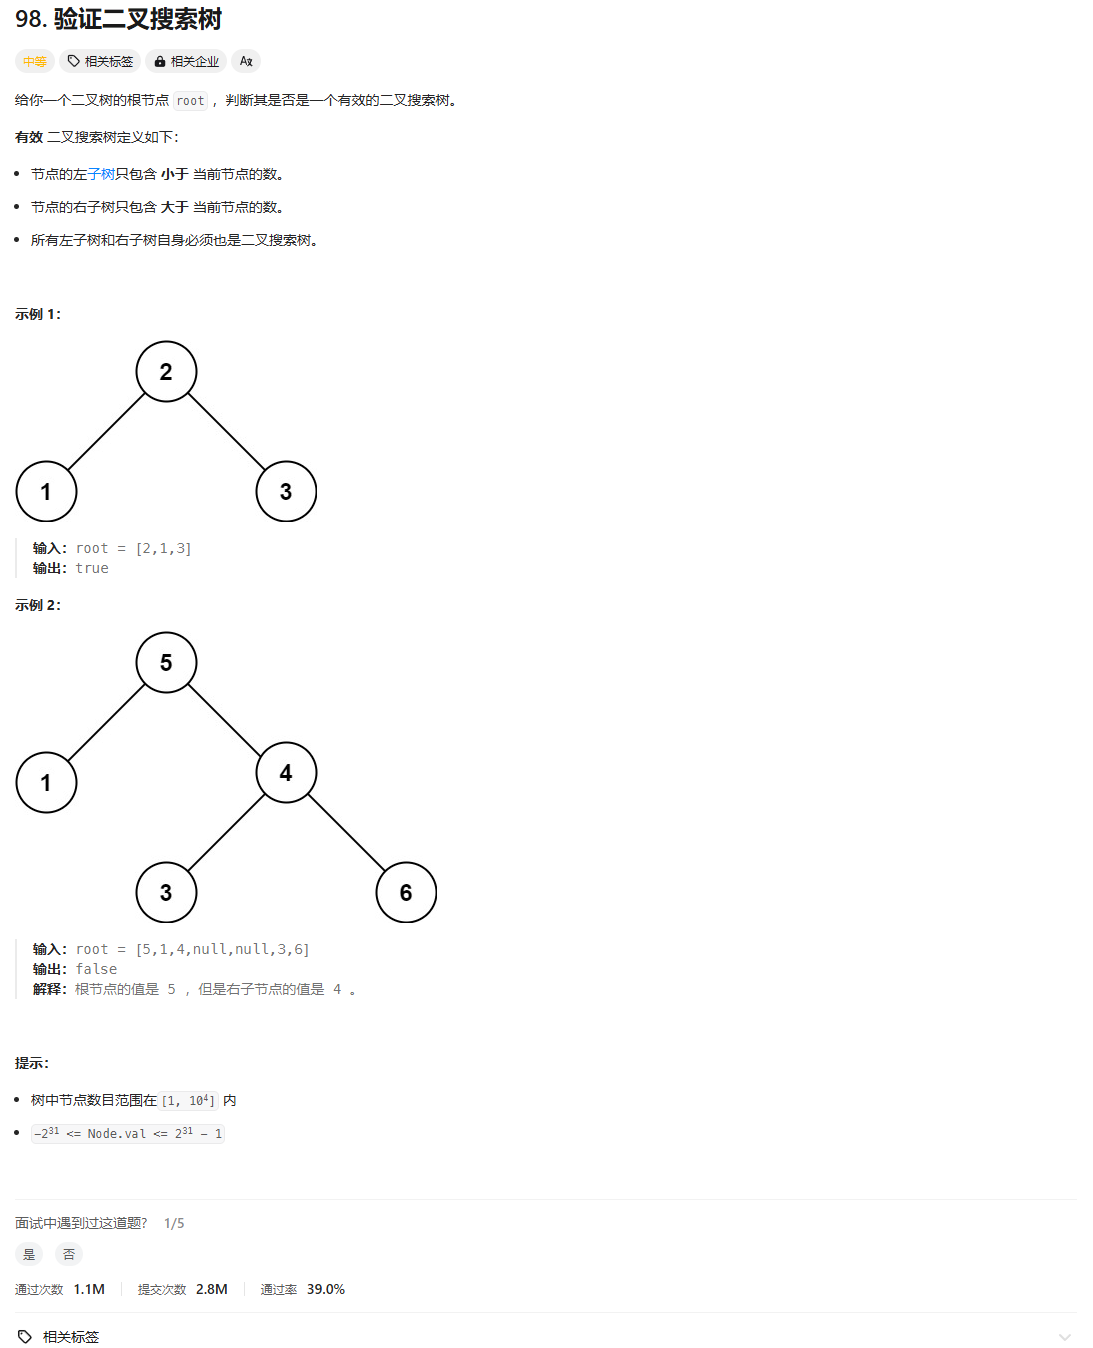 98. 验证二叉搜索树
中等 相关标签 相关企业 A文
给你一个二叉树的根节点 root ，判断其是否是一个有效的二叉搜索树。
有效 二叉搜索树定义如下：
节点的左子树只包含 小于 当前节点的数。
节点的右子树只包含 大于 当前节点的数。
所有左子树和右子树自身必须也是二叉搜索树。
示例 1：
2
1 3
输入：root = [2,1,3]
输出：true
示例 2：
5
1
4
3 6
输入：root = [5,1,4,null,null,3,6]
输出：false
解释：根节点的值是 5 ，但是右子节点的值是 4 。
提示：
树中节点数目范围在[1, 10⁴] 内
-2³¹ <= Node.val <= 2³¹ - 1
面试中遇到过这道题? 1/5
是 否
通过次数 1.1M 提交次数 2.8M 通过率 39.0%
相关标签